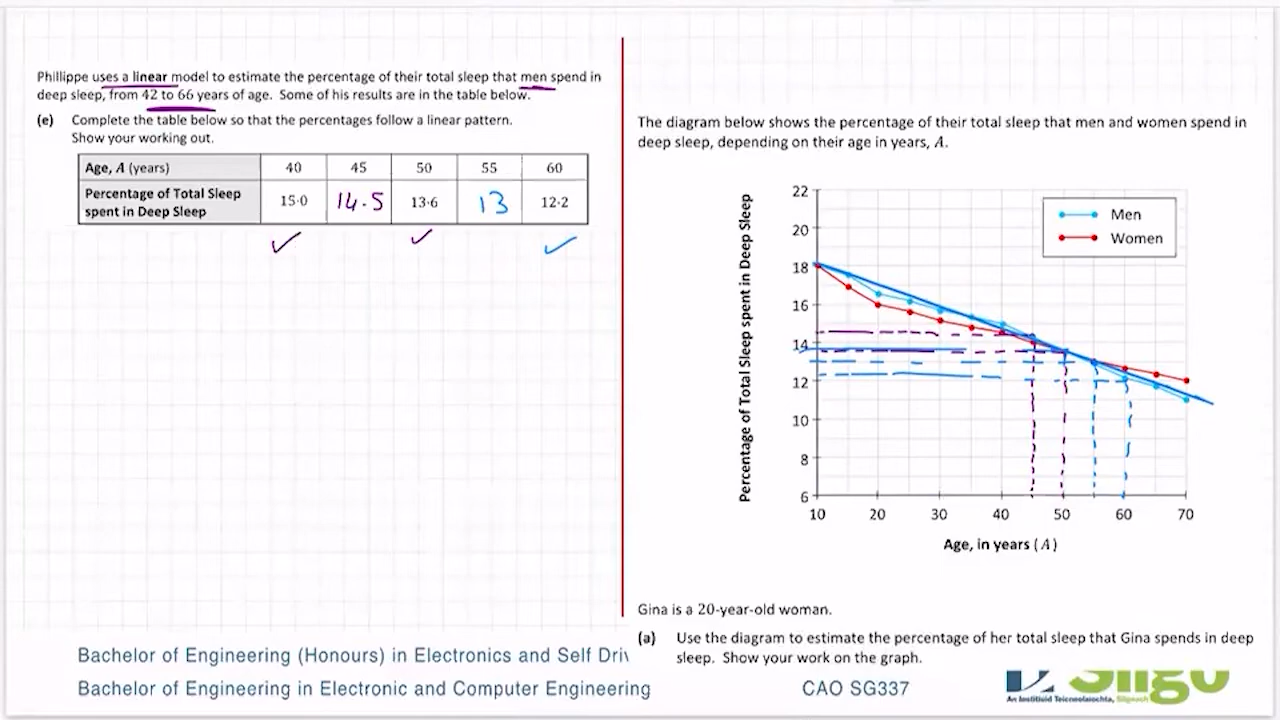 Phillippe uses a linear model to estimate the percentage of their total sleep that men spend in
deep sleep, from 42 to 66 years of age. Some of his results are in the table below.
(e) Complete the table below so that the percentages follow a linear pattern.
Show your working out.
Age, A (years) 40 45 50 55 60
Percentage of Total Sleep
spent in Deep Sleep 15·0 14.5 13·6 13 12·2
The diagram below shows the percentage of their total sleep that men and women spend in
deep sleep, depending on their age in years, A.
Percentage of Total Sleep spent in Deep Sleep
22
20
18
16
14
12
10
8
6
Men
Women
10 20 30 40 50 60 70
Age, in years (A)
Gina is a 20-year-old woman.
(a) Use the diagram to estimate the percentage of her total sleep that Gina spends in deep
sleep. Show your work on the graph.
Bachelor of Engineering (Honours) in Electronics and Self Driv
Bachelor of Engineering in Electronic and Computer Engineering CAO SG337
Sligo
An Institiúid Teicneolaíochta, Sligeach